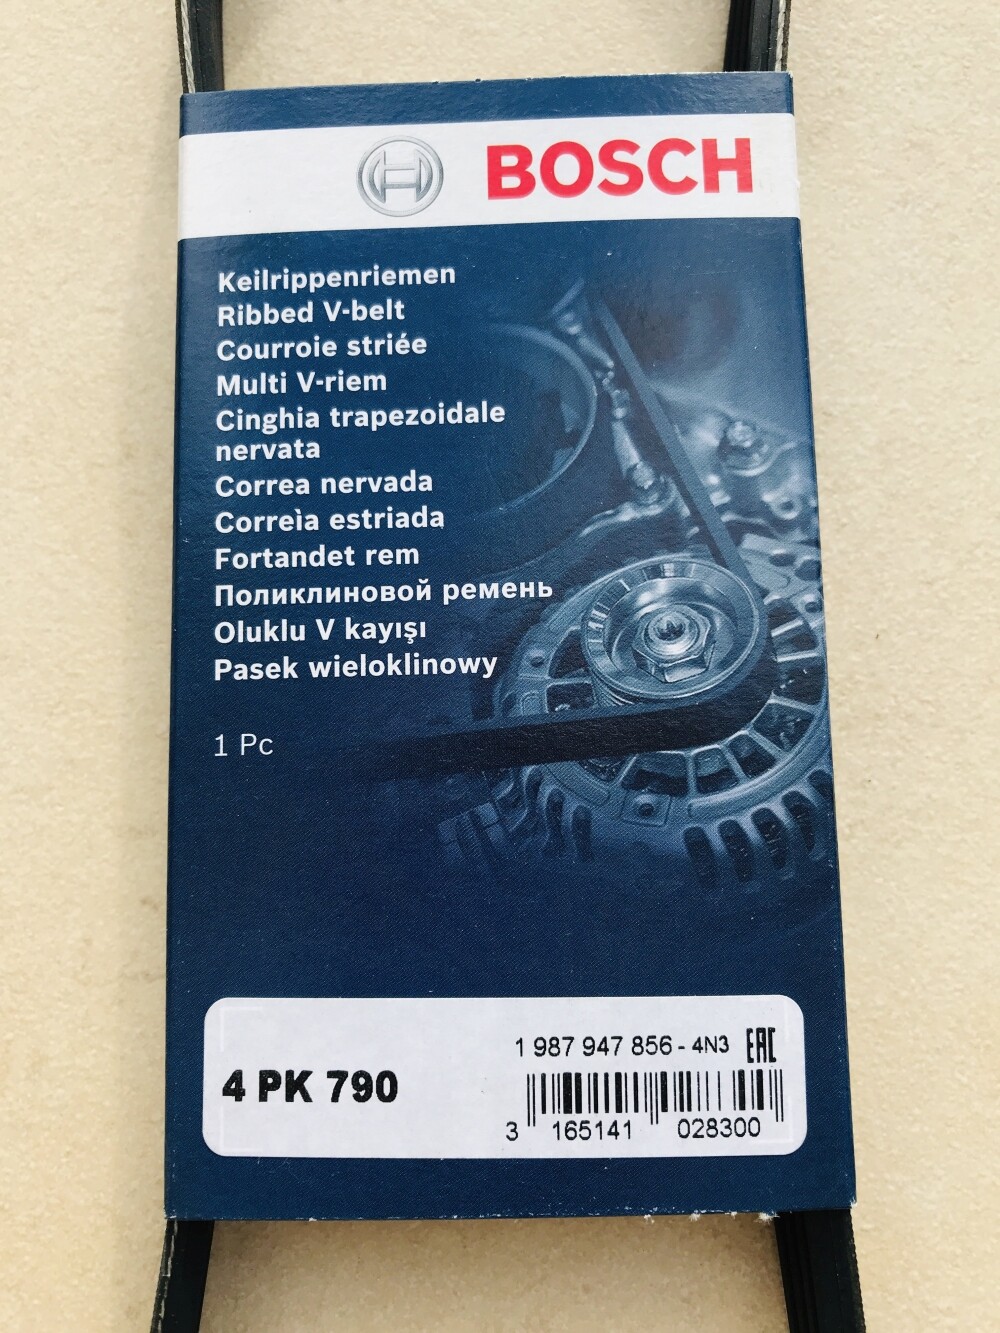 BOSCH
Keilrippenriemen
Ribbed V-belt
Courroie striée
Multi V-riem
Cinghia trapezoidale
nervata
Correa nervada
Correìa estriada
Fortandet rem
Поликлиновой ремень
Oluklu V kayışı
Pasek wieloklinowy
1 Pc
1 987 947 856 - 4N3 EAC
4 PK 790
3 165141 028300